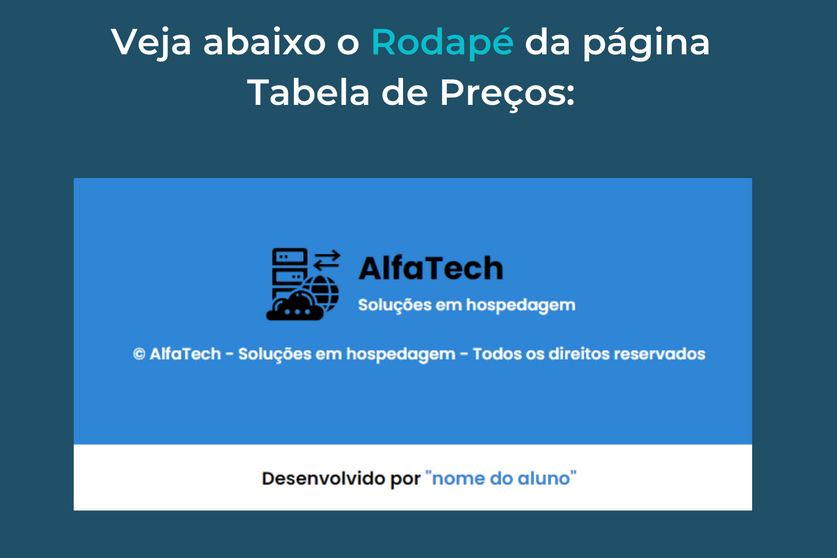 Veja abaixo o Rodapé da página
Tabela de Preços:
AlfaTech
Soluções em hospedagem
© AlfaTech - Soluções em hospedagem - Todos os direitos reservados
Desenvolvido por "nome do aluno"